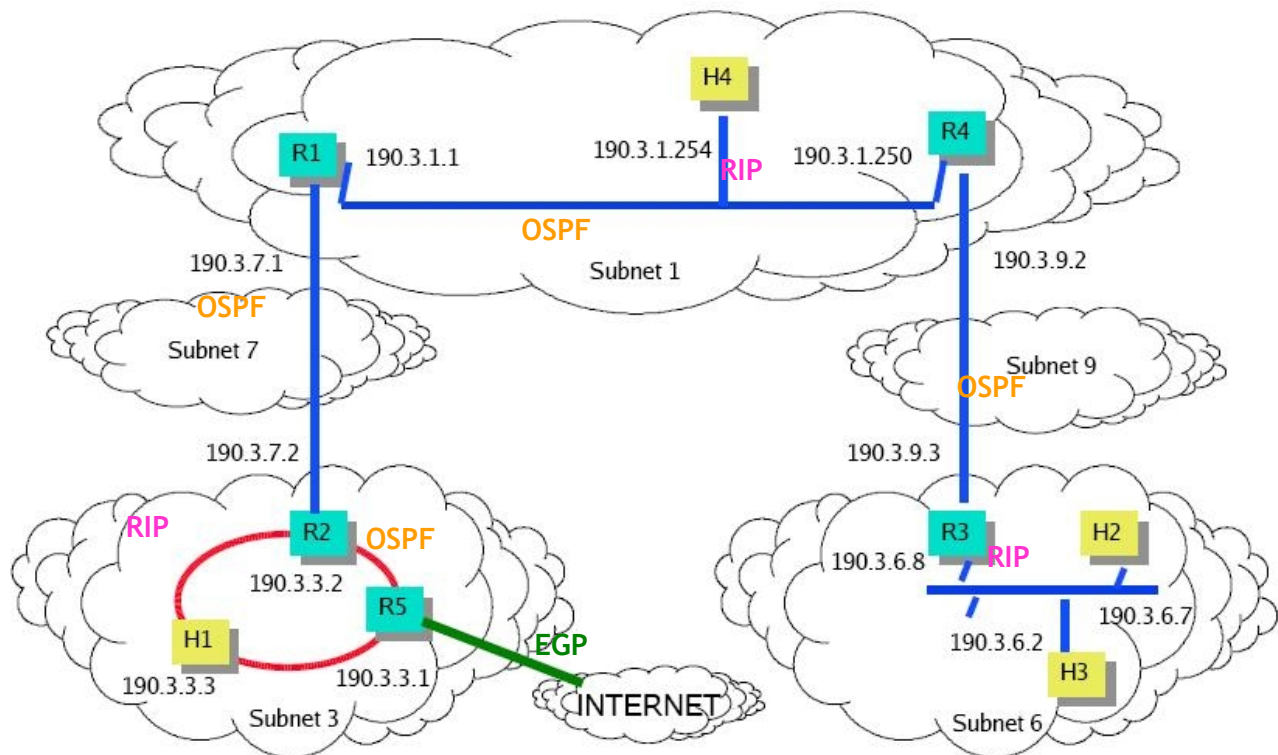 H4
R4
R1
190.3.1.1
190.3.1.254
190.3.1.250
RIP
OSPF
190.3.7.1
Subnet 1
190.3.9.2
OSPF
Subnet 7
Subnet 9
OSPF
190.3.7.2
190.3.9.3
RIP
R2
OSPF
R3
H2
190.3.6.8
RIP
190.3.3.2
R5
190.3.6.7
H1
EGP
190.3.6.2
190.3.3.3
190.3.3.1
H3
Subnet 3
INTERNET
Subnet 6